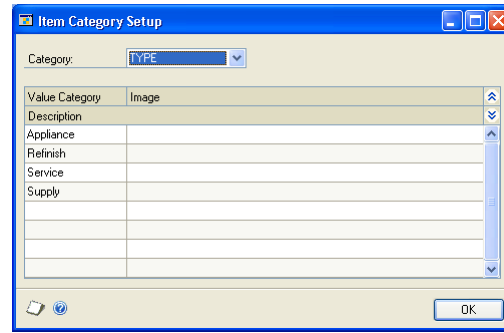 Item Category Setup
Category: TYPE
Value Category Image
Description
Appliance
Refinish
Service
Supply
OK